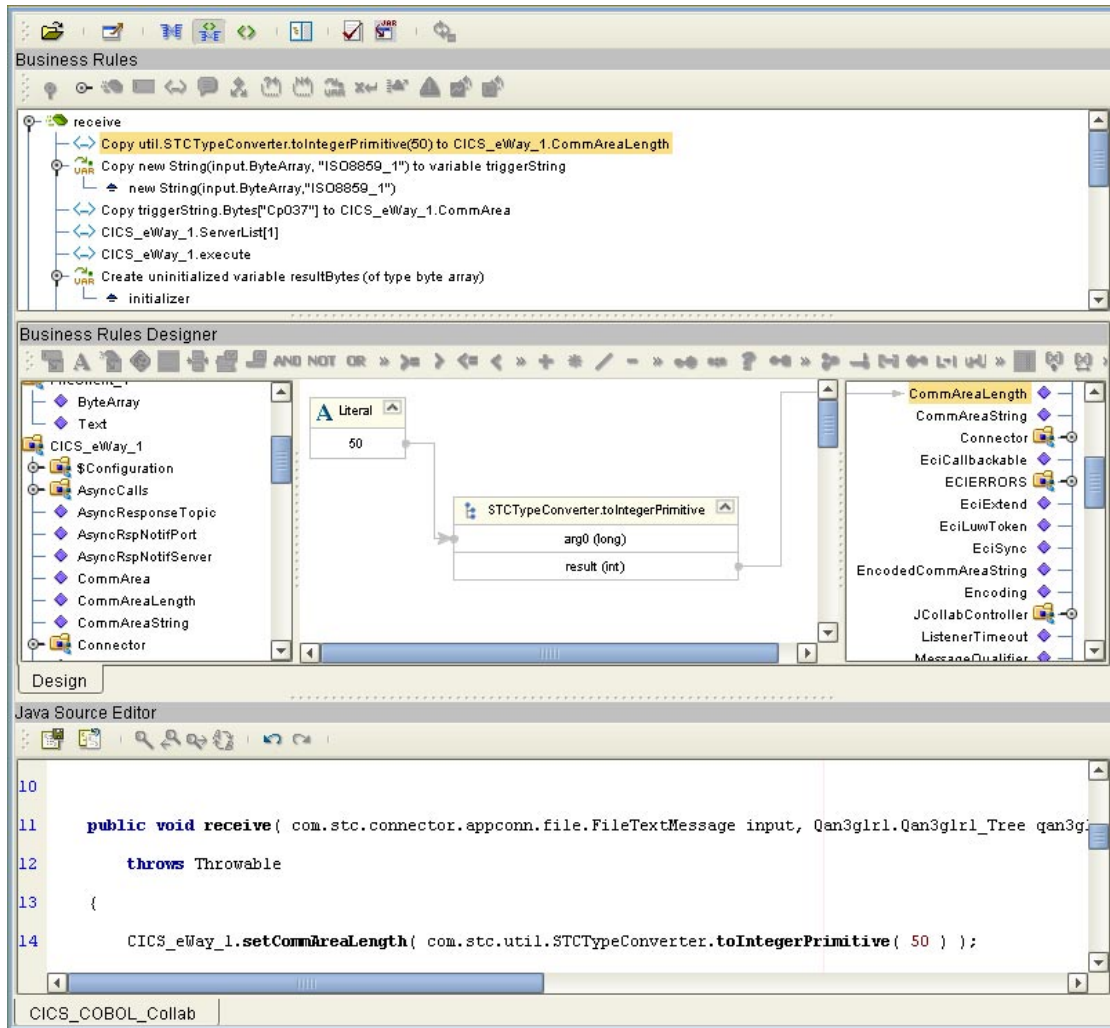 Business Rules
receive
Copy util.STCTypeConverter.toIntegerPrimitive(50) to CICS_eWay_1.CommAreaLength
Copy new String(input.ByteArray, "ISO8859_1") to variable triggerString
new String(input.ByteArray,"ISO8859_1")
Copy triggerString.Bytes["Cp037"] to CICS_eWay_1.CommArea
CICS_eWay_1.ServerList[1]
CICS_eWay_1.execute
Create uninitialized variable resultBytes (of type byte array)
initializer
Business Rules Designer
AND NOT OR » >= > <= < » + * / - »
ByteArray
Text
CICS_eWay_1
$Configuration
AsyncCalls
AsyncResponseTopic
AsyncRspNotifPort
AsyncRspNotifServer
CommArea
CommAreaLength
CommAreaString
Connector
A Literal
50
STCTypeConverter.toIntegerPrimitive
arg0 (long)
result (int)
CommAreaLength
CommAreaString
Connector
EciCallbackable
ECIERRORS
EciExtend
EciLuwToken
EciSync
EncodedCommAreaString
Encoding
JCollabController
ListenerTimeout
MessageQualifier
Design
Java Source Editor
10
11 public void receive( com.stc.connector.appconn.file.FileTextMessage input, Qan3glrl.Qan3glrl_Tree qan3gl
12 throws Throwable
13 {
14 CICS_eWay_1.setCommAreaLength( com.stc.util.STCTypeConverter.toIntegerPrimitive( 50 ) );
CICS_COBOL_Collab